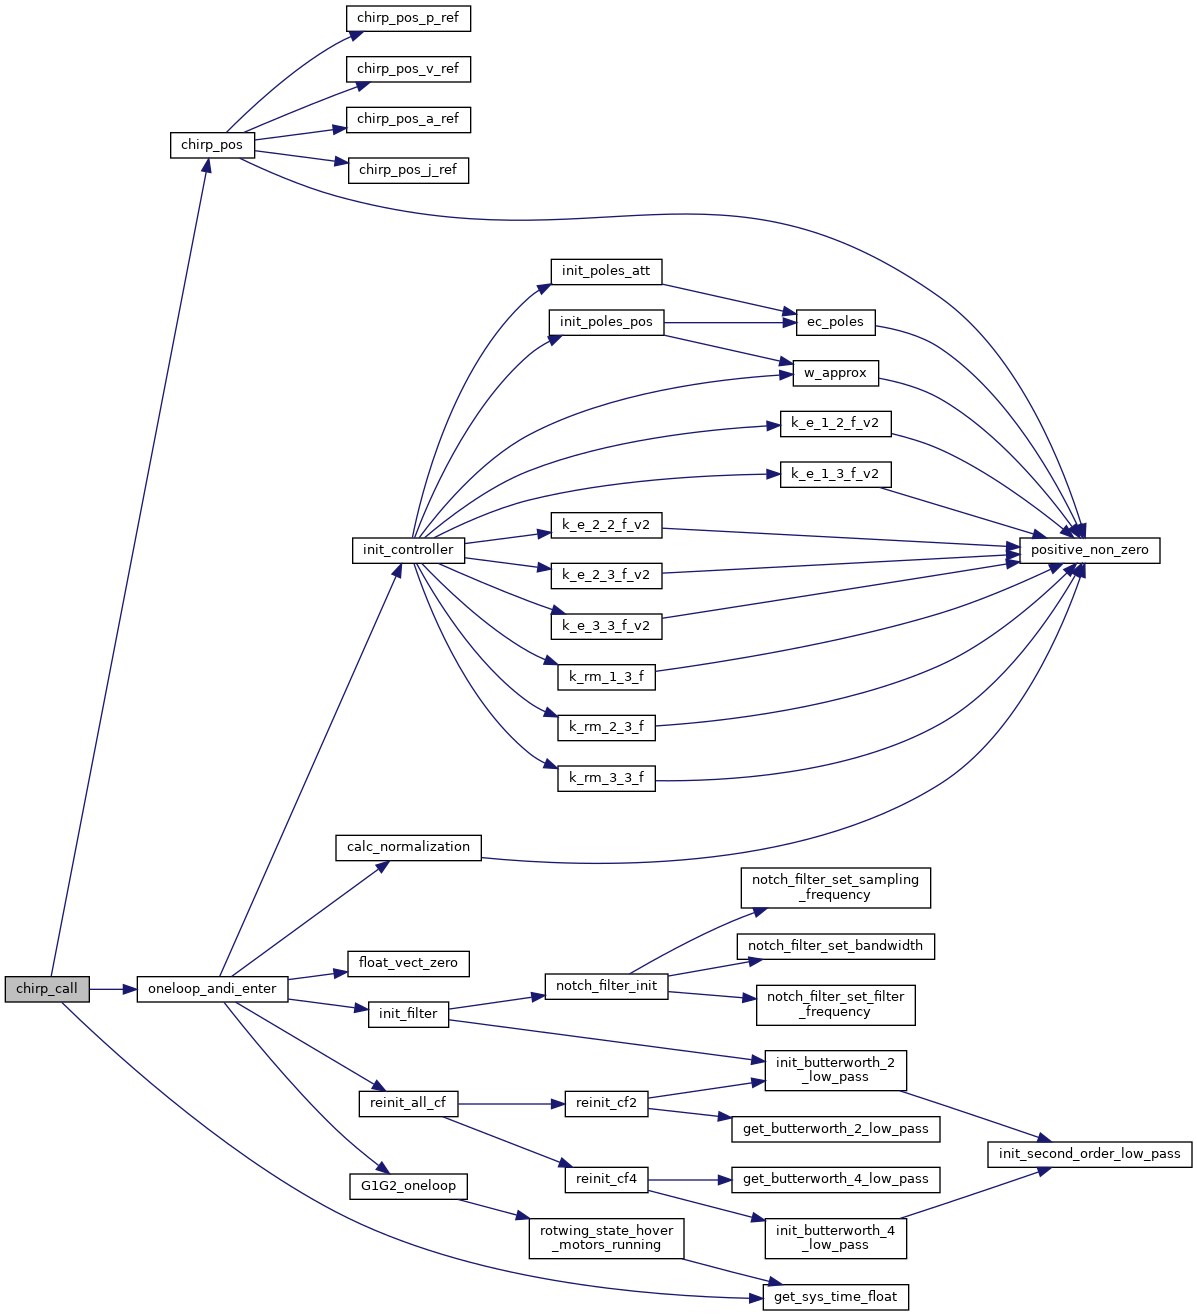 chirp_pos_p_ref
chirp_pos_v_ref
chirp_pos_a_ref
chirp_pos
chirp_pos_j_ref
init_poles_att
init_poles_pos
ec_poles
w_approx
k_e_1_2_f_v2
k_e_1_3_f_v2
k_e_2_2_f_v2
init_controller
positive_non_zero
k_e_2_3_f_v2
k_e_3_3_f_v2
k_rm_1_3_f
k_rm_2_3_f
k_rm_3_3_f
calc_normalization
notch_filter_set_sampling
_frequency
notch_filter_set_bandwidth
float_vect_zero
chirp_call
oneloop_andi_enter
notch_filter_init
notch_filter_set_filter
_frequency
init_filter
init_butterworth_2
_low_pass
reinit_all_cf
reinit_cf2
get_butterworth_2_low_pass
init_second_order_low_pass
G1G2_oneloop
reinit_cf4
get_butterworth_4_low_pass
rotwing_state_hover
_motors_running
init_butterworth_4
_low_pass
get_sys_time_float